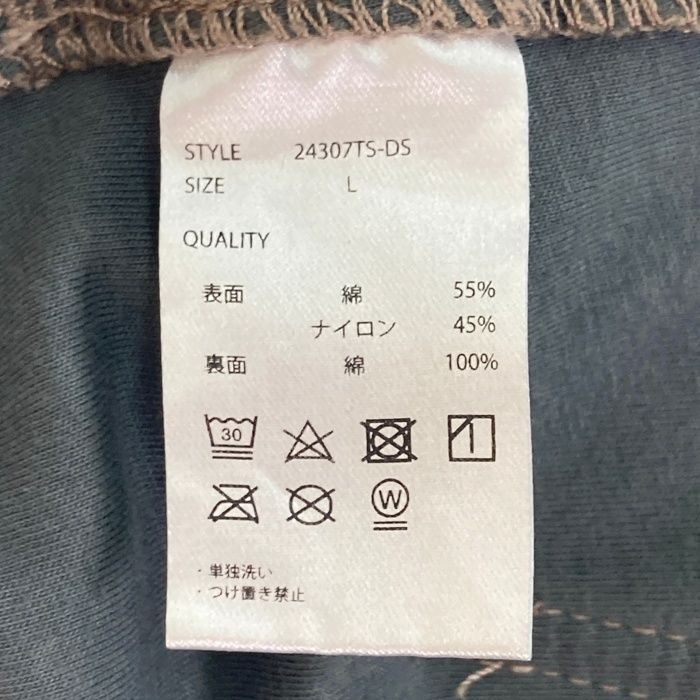 STYLE 24307TS-DS
SIZE L
QUALITY
表面 綿 55%
ナイロン 45%
裏面 綿 100%
30
W
・単独洗い
・つけ置き禁止